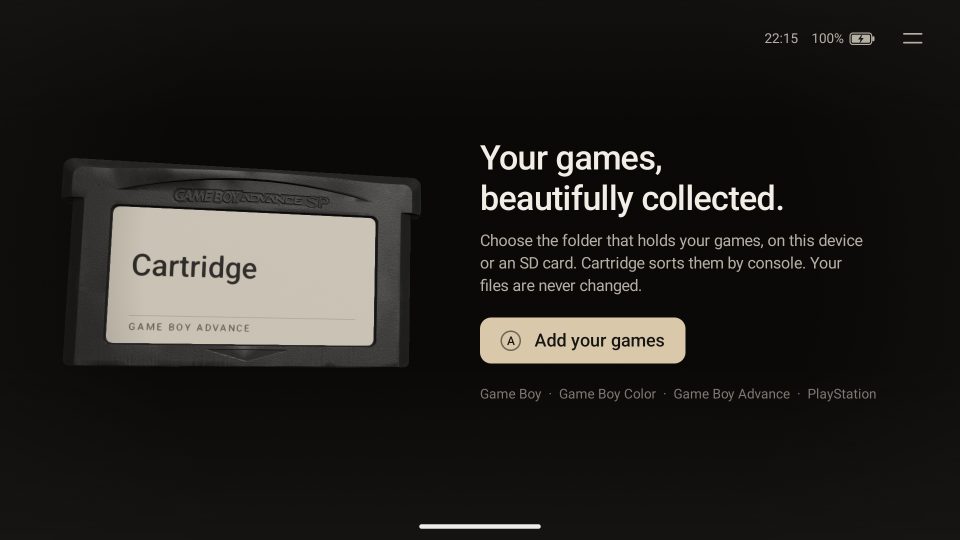 22:15 100%
GAME BOY ADVANCE SP
Cartridge
GAME BOY ADVANCE
Your games,
beautifully collected.
Choose the folder that holds your games, on this device
or an SD card. Cartridge sorts them by console. Your
files are never changed.
A Add your games
Game Boy · Game Boy Color · Game Boy Advance · PlayStation